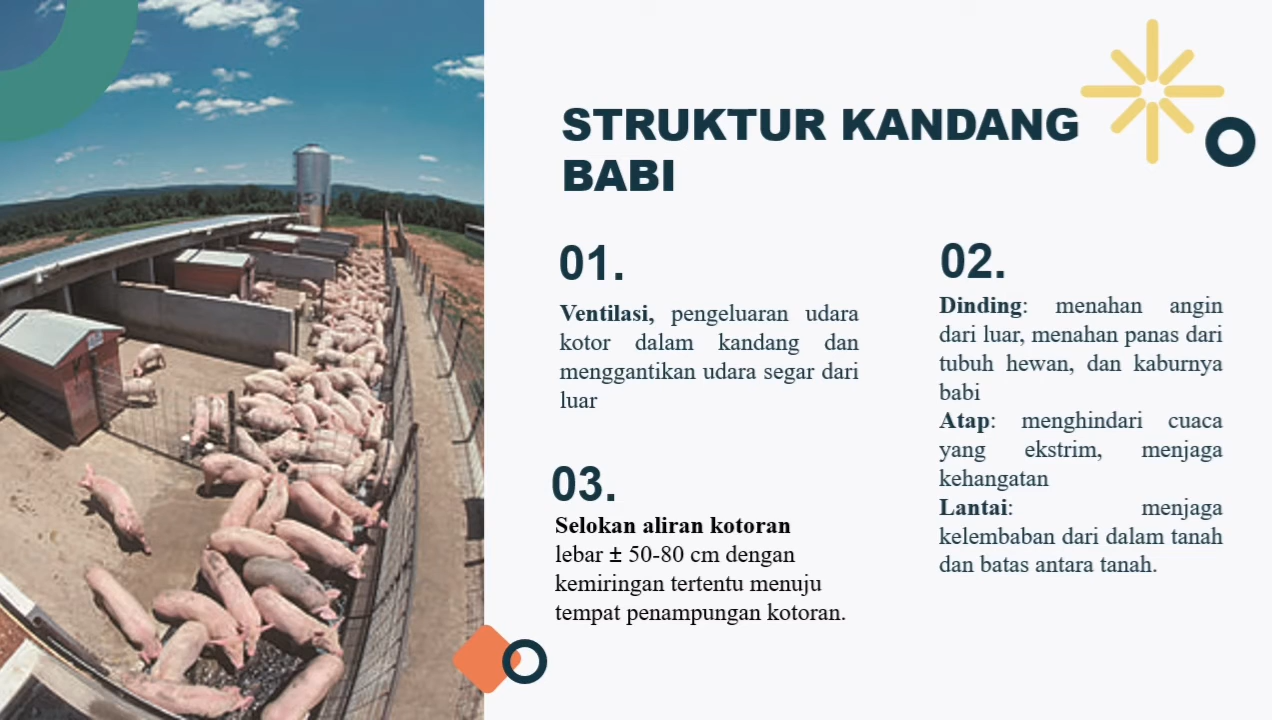 STRUKTUR KANDANG
BABI
01.
Ventilasi, pengeluaran udara
kotor dalam kandang dan
menggantikan udara segar dari
luar
02.
Dinding: menahan angin
dari luar, menahan panas dari
tubuh hewan, dan kaburnya
babi
Atap: menghindari cuaca
yang ekstrim, menjaga
kehangatan
Lantai: menjaga
kelembaban dari dalam tanah
dan batas antara tanah.
03.
Selokan aliran kotoran
lebar ± 50-80 cm dengan
kemiringan tertentu menuju
tempat penampungan kotoran.